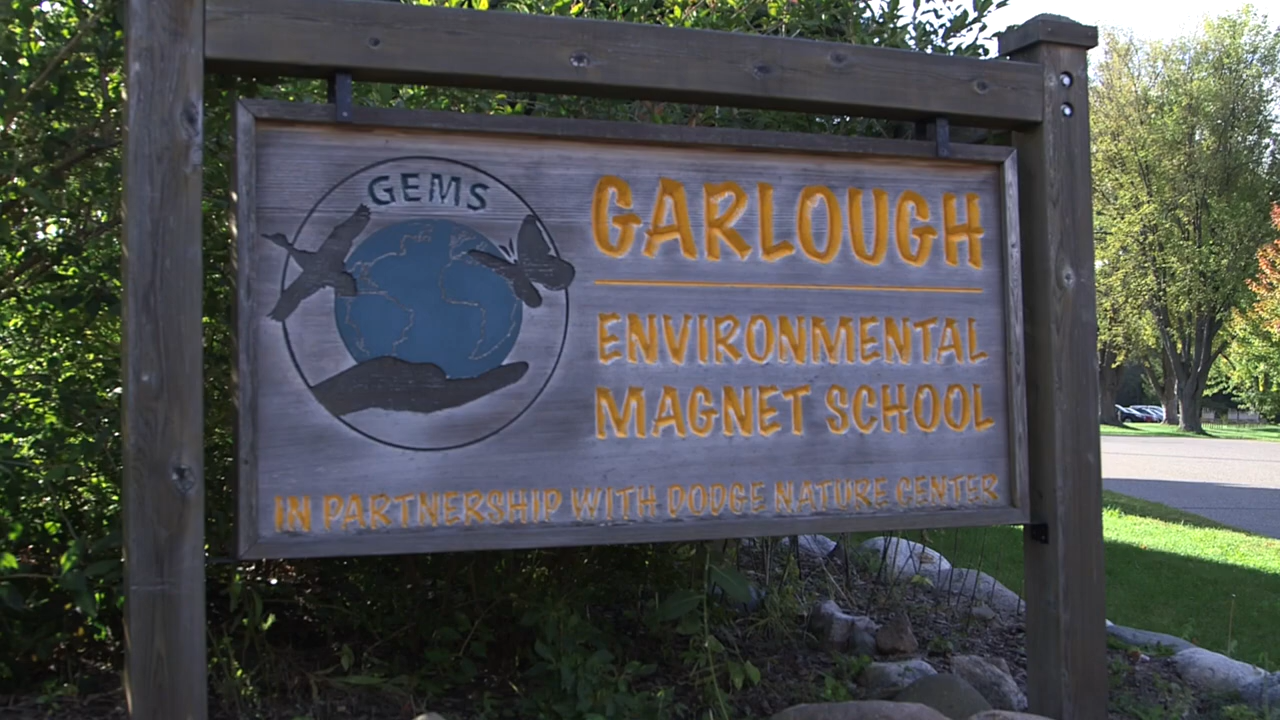 GEMS
GARLOUGH
ENVIRONMENTAL
MAGNET SCHOOL
IN PARTNERSHIP WITH DODGE NATURE CENTER